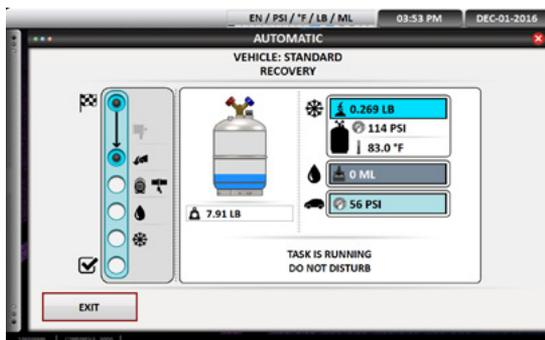 EN / PSI / °F / LB / ML
03:53 PM
DEC-01-2016
AUTOMATIC
VEHICLE: STANDARD
RECOVERY
0.269 LB
114 PSI
83.0 °F
0 ML
56 PSI
7.91 LB
TASK IS RUNNING
DO NOT DISTURB
EXIT